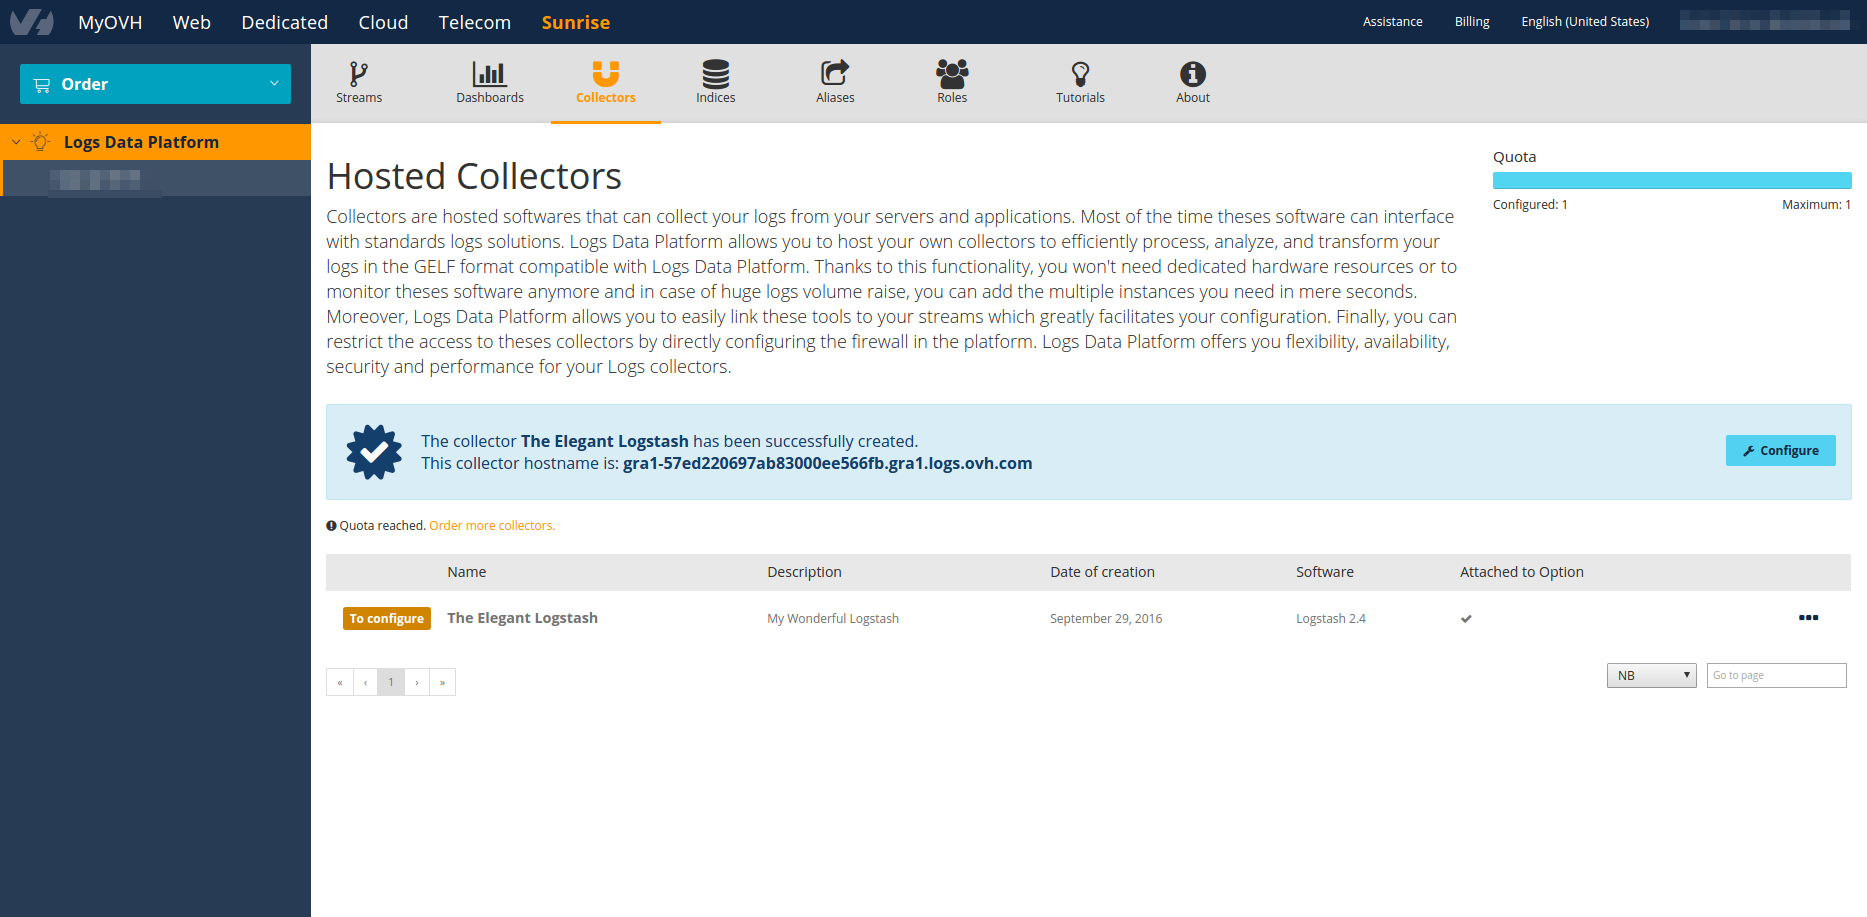 MyOVH Web Dedicated Cloud Telecom Sunrise Assistance Billing English (United States)
Order
Streams Dashboards Collectors Indices Aliases Roles Tutorials About
Logs Data Platform
Hosted Collectors
Collectors are hosted softwares that can collect your logs from your servers and applications. Most of the time theses software can interface
with standards logs solutions. Logs Data Platform allows you to host your own collectors to efficiently process, analyze, and transform your
logs in the GELF format compatible with Logs Data Platform. Thanks to this functionality, you won't need dedicated hardware resources or to
monitor theses software anymore and in case of huge logs volume raise, you can add the multiple instances you need in mere seconds.
Moreover, Logs Data Platform allows you to easily link these tools to your streams which greatly facilitates your configuration. Finally, you can
restrict the access to theses collectors by directly configuring the firewall in the platform. Logs Data Platform offers you flexibility, availability,
security and performance for your Logs collectors.
Quota
Configured: 1 Maximum: 1
The collector The Elegant Logstash has been successfully created.
This collector hostname is: gra1-57ed220697ab83000ee566fb.gra1.logs.ovh.com
Configure
Quota reached. Order more collectors.
Name Description Date of creation Software Attached to Option
To configure The Elegant Logstash My Wonderful Logstash September 29, 2016 Logstash 2.4
« ‹ 1 › »
NB Go to page